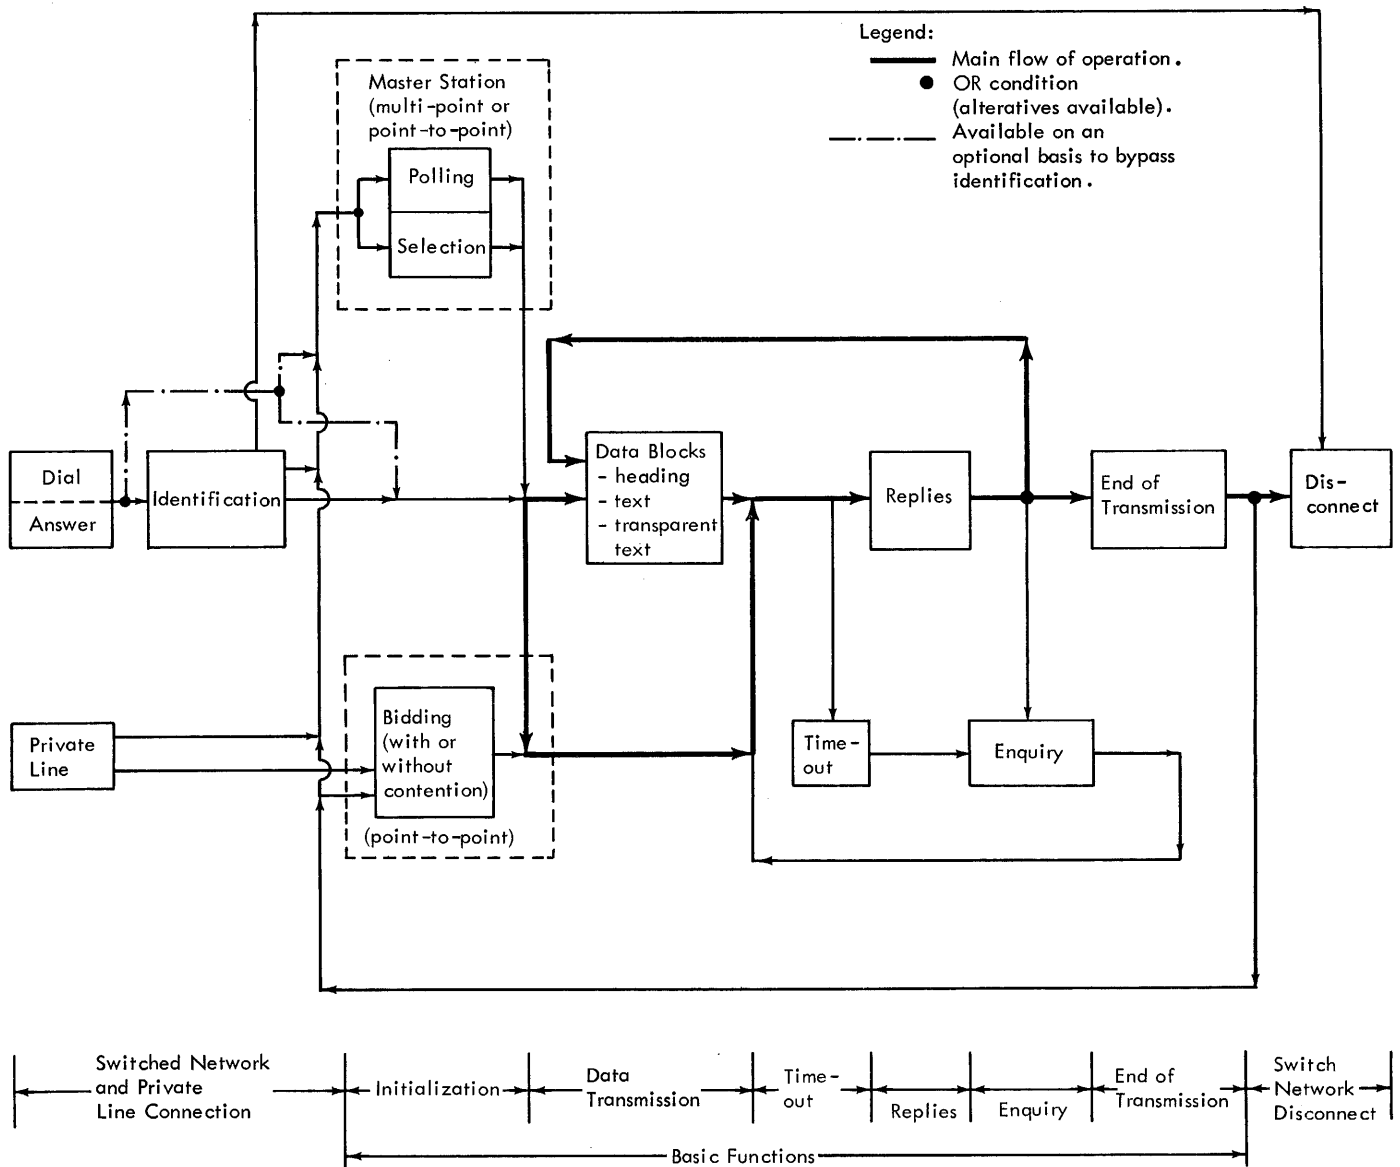 Legend:
Main flow of operation.
OR condition
(alteratives available).
Available on an
optional basis to bypass
identification.
Master Station
(multi-point or
point-to-point)
Polling
Selection
Dial
Answer
Identification
Data Blocks
- heading
- text
- transparent
text
Replies
End of
Transmission
Dis-
connect
Private
Line
Bidding
(with or
without
contention)
(point-to-point)
Time-
out
Enquiry
Switched Network
and Private
Line Connection
Initialization
Data
Transmission
Time-
out
Replies
Enquiry
End of
Transmission
Switch
Network
Disconnect
Basic Functions